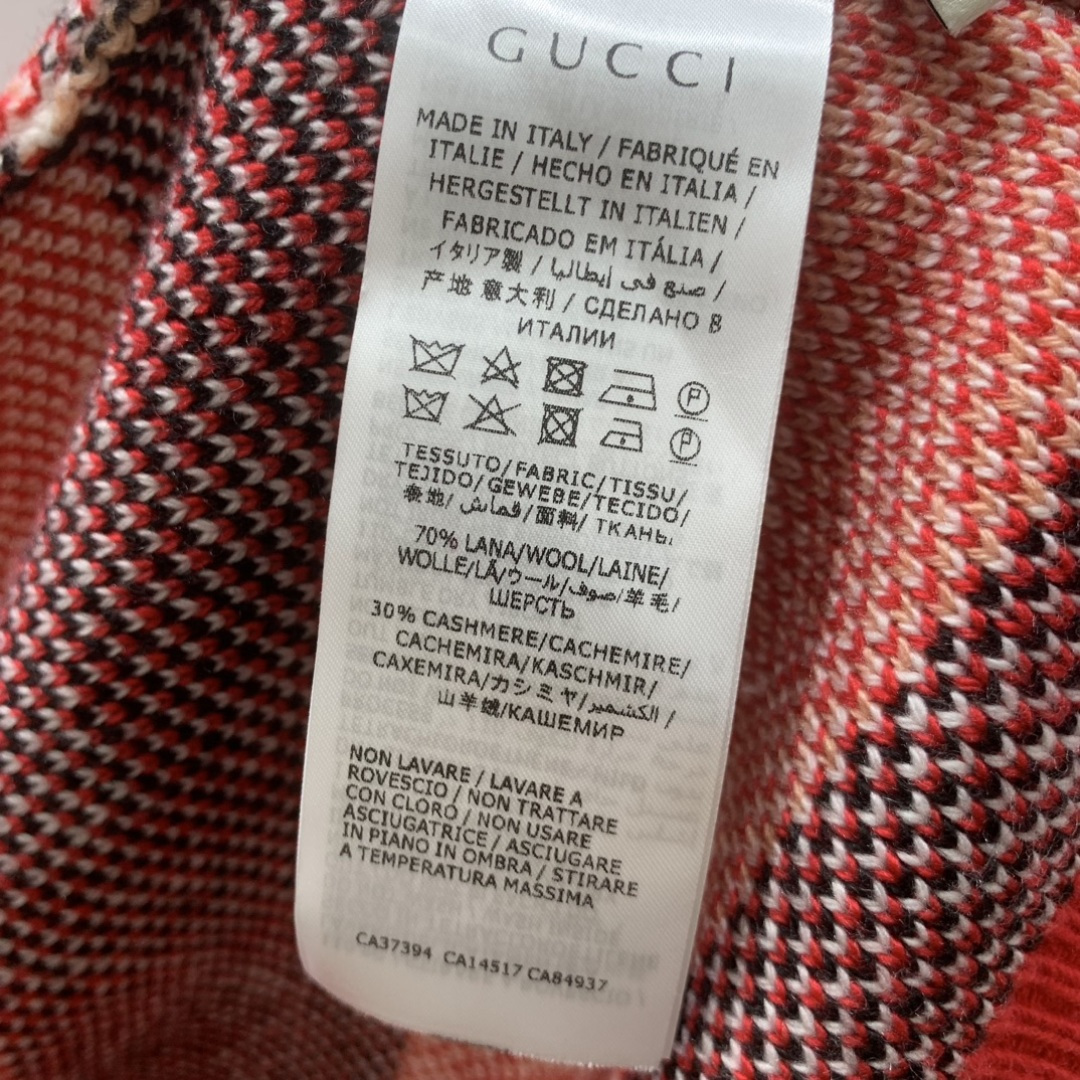 GUCCI
MADE IN ITALY / FABRIQUÉ EN
ITALIE / HECHO EN ITALIA /
HERGESTELLT IN ITALIEN /
FABRICADO EM ITÁLIA /
イタリア製 / صنع في إيطاليا /
产地 意大利 / СДЕЛАНО В
ИТАЛИИ
P
P
TESSUTO/FABRIC/TISSU/
TEJIDO/GEWEBE/TECIDO/
表地/قماش/面料/ ТКАНЬ:
70% LANA/WOOL/LAINE/
WOLLE/LÃ/ウール/صوف/羊毛/
ШЕРСТЬ
30% CASHMERE/CACHEMIRE/
CACHEMIRA/KASCHMIR/
CAXEMIRA/カシミヤ/الكشمير/
山羊绒/КАШЕМИР
NON LAVARE / LAVARE A
ROVESCIO / NON TRATTARE
CON CLORO / NON USARE
ASCIUGATRICE / ASCIUGARE
IN PIANO IN OMBRA / STIRARE
A TEMPERATURA MASSIMA
CA37394 CA14517 CA84937